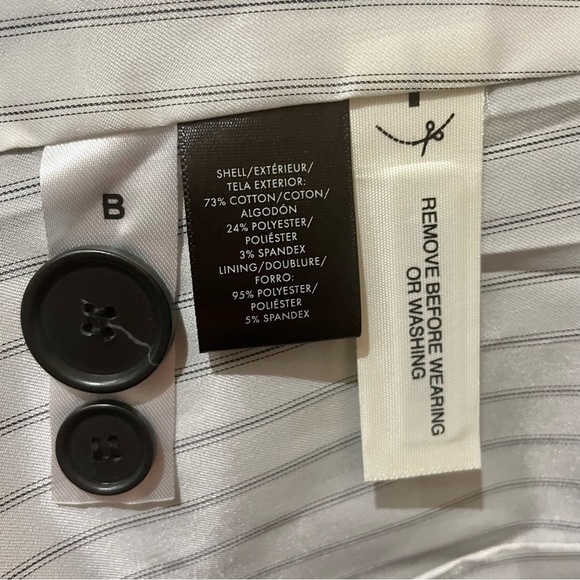 B
SHELL/EXTÉRIEUR/
TELA EXTERIOR:
73% COTTON/COTON/
ALGODÓN
24% POLYESTER/
POLIÉSTER
3% SPANDEX
LINING/DOUBLURE/
FORRO:
95% POLYESTER/
POLIÉSTER
5% SPANDEX
REMOVE BEFORE WEARING
OR WASHING